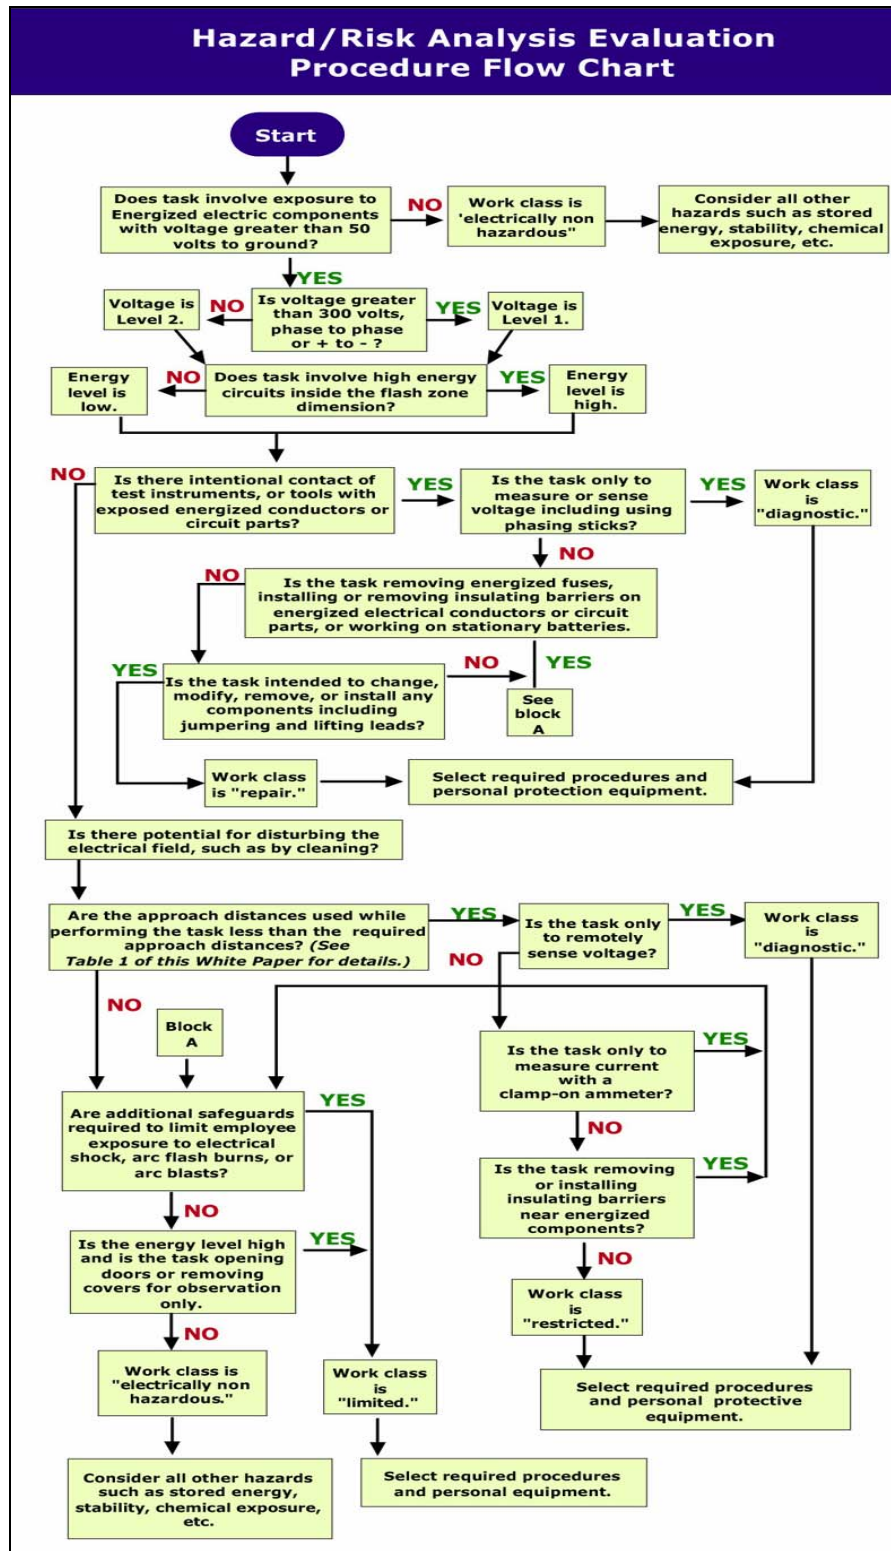 Hazard/Risk Analysis Evaluation
Procedure Flow Chart
Start
Does task involve exposure to
Energized electric components
with voltage greater than 50
volts to ground?
NO
Work class is
'electrically non
hazardous"
Consider all other
hazards such as stored
energy, stability, chemical
exposure, etc.
YES
Voltage is
Level 2.
NO
Is voltage greater
than 300 volts,
phase to phase
or + to - ?
YES
Voltage is
Level 1.
Energy
level is
low.
NO
Does task involve high energy
circuits inside the flash zone
dimension?
YES
Energy
level is
high.
NO
Is there intentional contact of
test instruments, or tools with
exposed energized conductors or
circuit parts?
YES
Is the task only to
measure or sense
voltage including using
phasing sticks?
YES
Work class
is
"diagnostic."
NO
NO
Is the task removing energized fuses,
installing or removing insulating barriers on
energized electrical conductors or circuit
parts, or working on stationary batteries.
YES
Is the task intended to change,
modify, remove, or install any
components including
jumpering and lifting leads?
NO
YES
See
block
A
Work class
is "repair."
Select required procedures and
personal protection equipment.
Is there potential for disturbing the
electrical field, such as by cleaning?
Are the approach distances used while
performing the task less than the required
approach distances? (See
Table 1 of this White Paper for details.)
YES
Is the task only
to remotely
sense voltage?
YES
Work class
is
"diagnostic."
NO
NO
Block
A
Is the task only to
measure current
with a
clamp-on ammeter?
YES
Are additional safeguards
required to limit employee
exposure to electrical
shock, arc flash burns, or
arc blasts?
YES
NO
Is the task removing
or installing
insulating barriers
near energized
components?
YES
NO
Is the energy level high
and is the task opening
doors or removing
covers for observation
only.
YES
NO
Work class
is
"restricted."
NO
Work class is
"electrically non
hazardous."
Work class
is
"limited."
Select required procedures
and personal protective
equipment.
Consider all other hazards
such as stored energy,
stability, chemical exposure,
etc.
Select required procedures
and personal equipment.